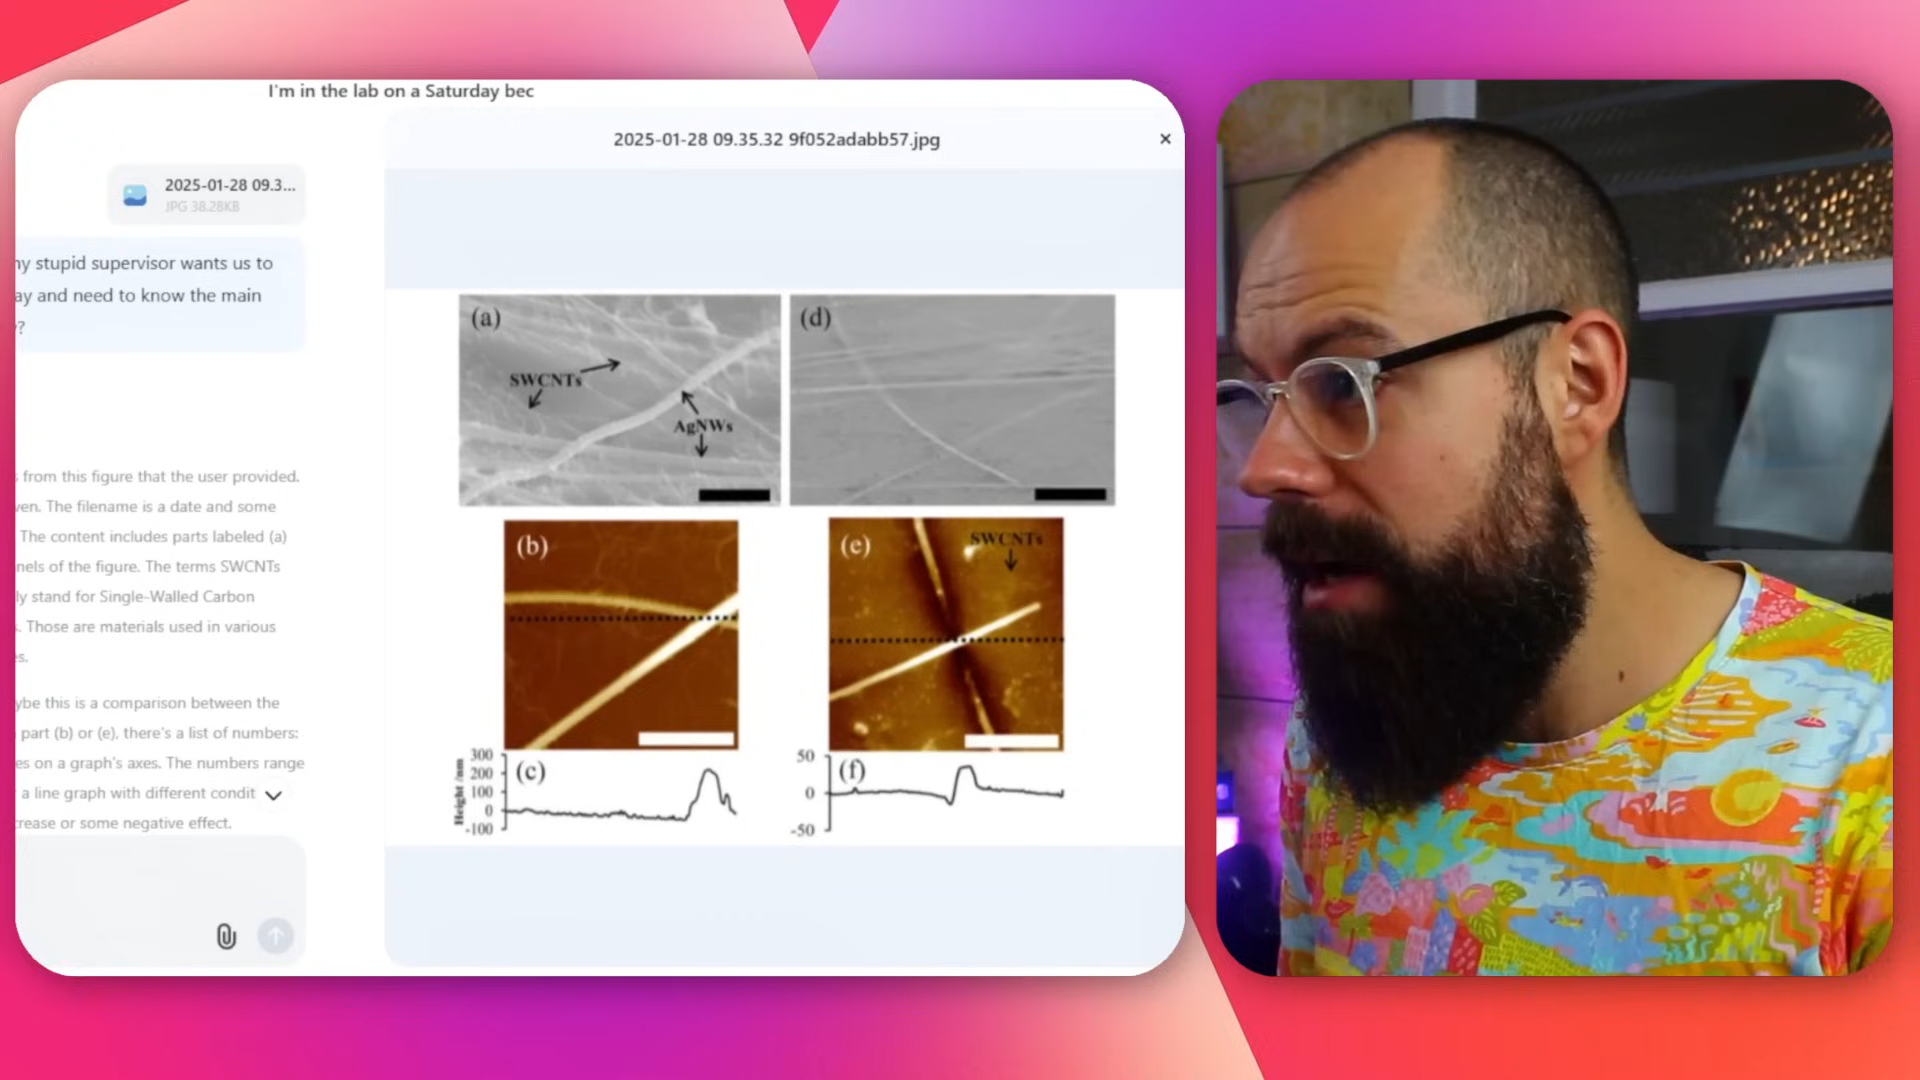 I'm in the lab on a Saturday bec
2025-01-28 09.35.32 9f052adabb57.jpg
×
2025-01-28 09.3...
JPG 38.28KB
stupid supervisor wants us to
and need to know the main
?
from this figure that the user provided.
The filename is a date and some
The content includes parts labeled (a)
of the figure. The terms SWCNTs
stand for Single-Walled Carbon
. Those are materials used in various
this is a comparison between the
part (b) or (e), there's a list of numbers:
on a graph's axes. The numbers range
a line graph with different condit
or some negative effect.
(a)
SWCNTs
AgNWs
(d)
(b)
(e)
SWCNTs
Height /nm
300
200
100
0
-100
(c)
50
0
-50
(f)